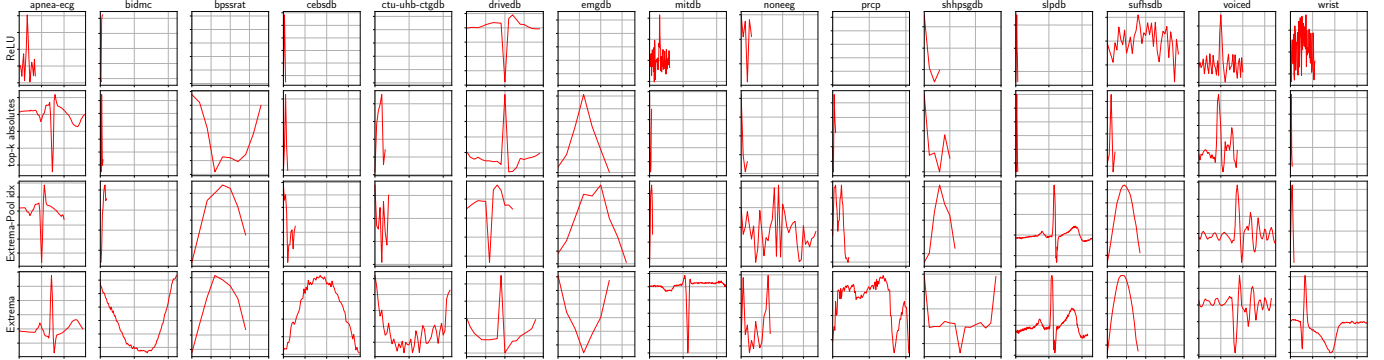 apnea-ecg bidmc bpssrat cebsdb ctu-uhb-ctgdb drivedb emgdb mitdb noneeg prcp shhpsgdb slpdb sufhsdb voiced wrist
ReLU
top-k absolutes
Extrema-Pool idx
Extrema